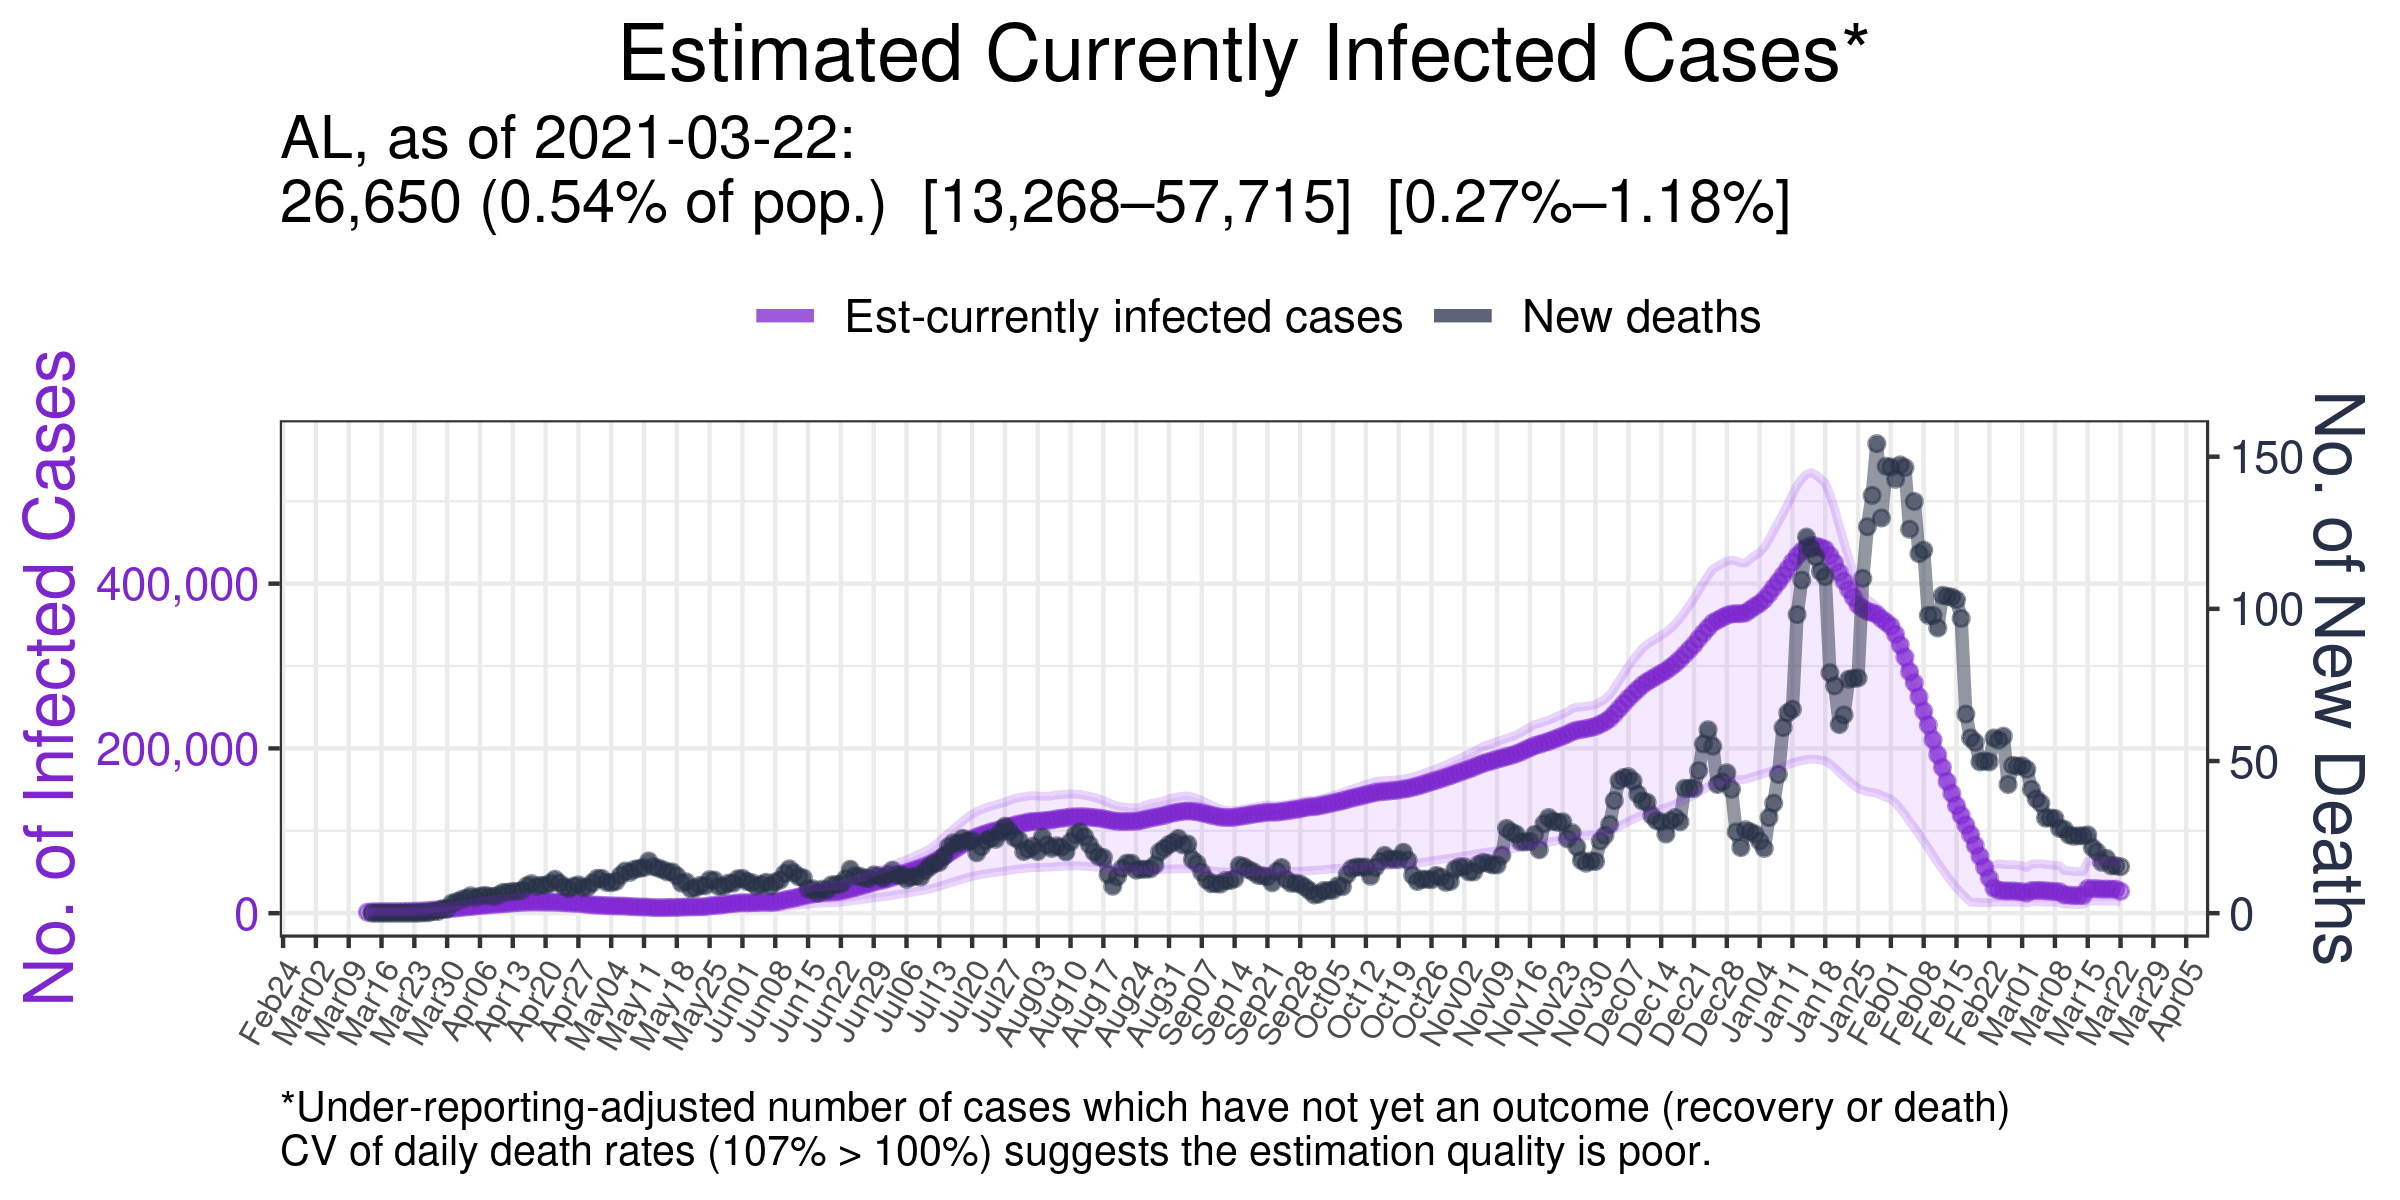 Estimated Currently Infected Cases*
AL, as of 2021-03-22:
26,650 (0.54% of pop.)  [13,268–57,715]  [0.27%–1.18%]
Est-currently infected cases
New deaths
No. of Infected Cases
400,000
200,000
0
150
100
50
0
No. of New Deaths
Feb24
Mar02
Mar09
Mar16
Mar23
Mar30
Apr06
Apr13
Apr20
Apr27
May04
May11
May18
May25
Jun01
Jun08
Jun15
Jun22
Jun29
Jul06
Jul13
Jul20
Jul27
Aug03
Aug10
Aug17
Aug24
Aug31
Sep07
Sep14
Sep21
Sep28
Oct05
Oct12
Oct19
Oct26
Nov02
Nov09
Nov16
Nov23
Nov30
Dec07
Dec14
Dec21
Dec28
Jan04
Jan11
Jan18
Jan25
Feb01
Feb08
Feb15
Feb22
Mar01
Mar08
Mar15
Mar22
Mar29
Apr05
*Under-reporting-adjusted number of cases which have not yet an outcome (recovery or death)
CV of daily death rates (107% > 100%) suggests the estimation quality is poor.